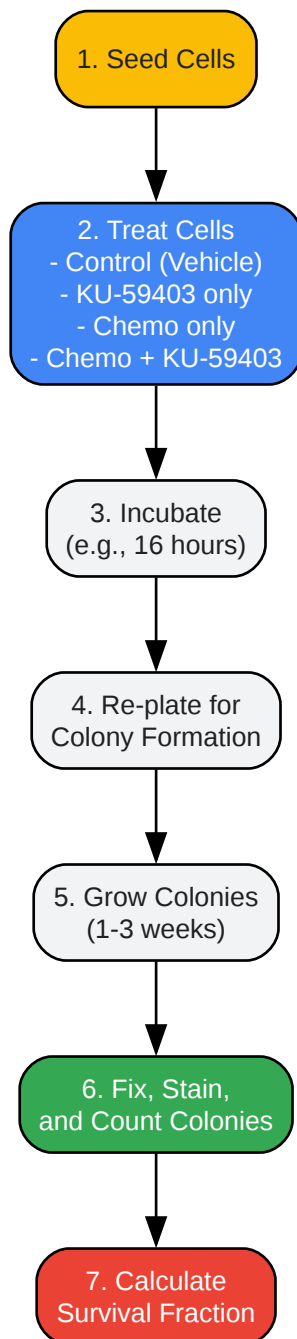 1. Seed Cells
2. Treat Cells
- Control (Vehicle)
- KU-59403 only
- Chemo only
- Chemo + KU-59403
3. Incubate
(e.g., 16 hours)
4. Re-plate for
Colony Formation
5. Grow Colonies
(1-3 weeks)
6. Fix, Stain,
and Count Colonies
7. Calculate
Survival Fraction